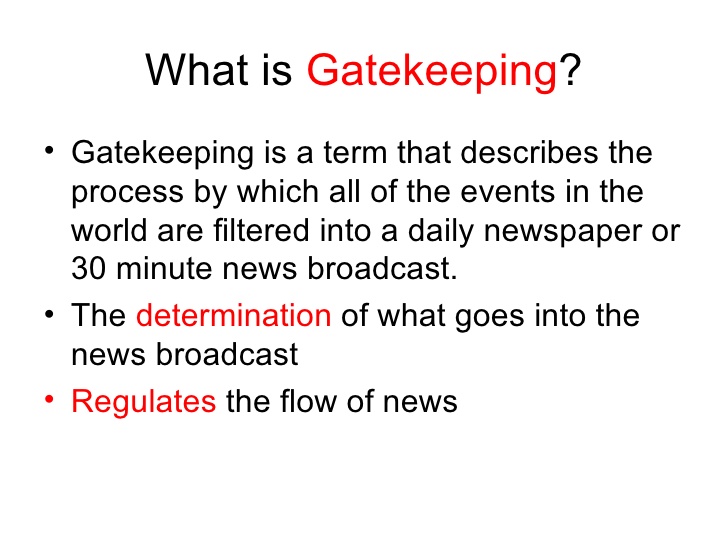 What is Gatekeeping?
• Gatekeeping is a term that describes the
process by which all of the events in the
world are filtered into a daily newspaper or
30 minute news broadcast.
• The determination of what goes into the
news broadcast
• Regulates the flow of news